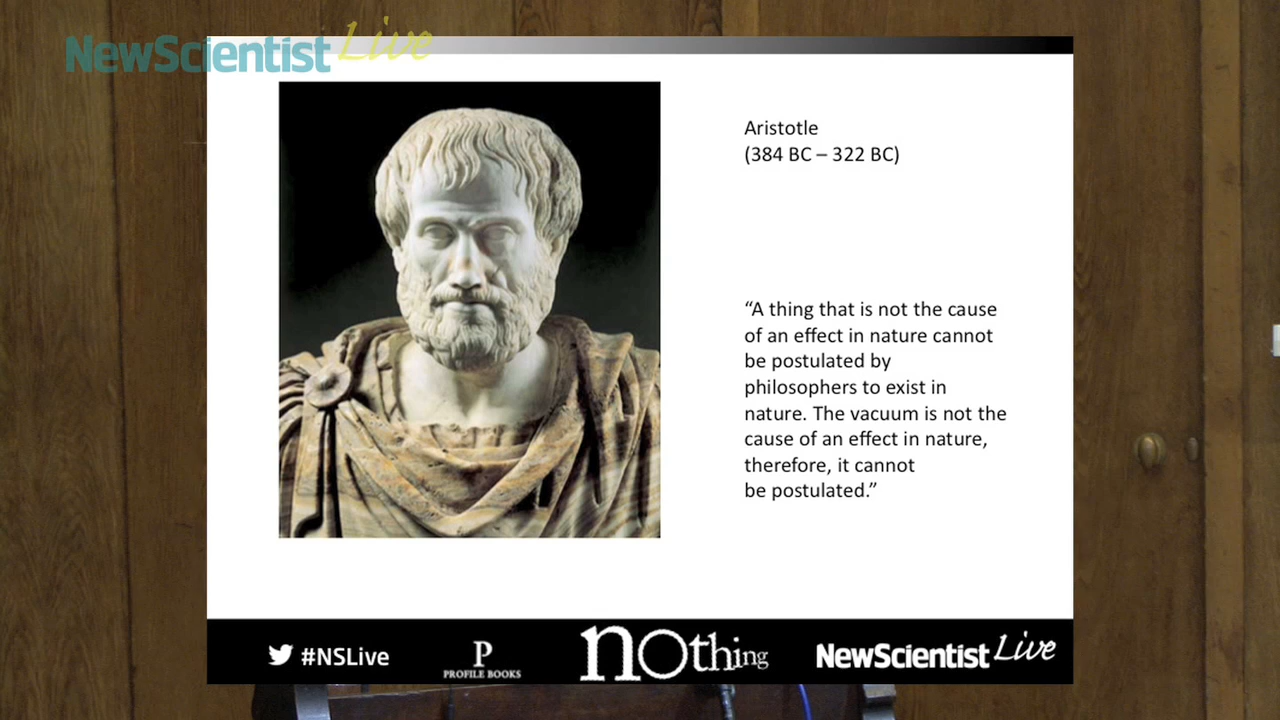 NewScientist Live
Aristotle
(384 BC – 322 BC)
“A thing that is not the cause
of an effect in nature cannot
be postulated by
philosophers to exist in
nature. The vacuum is not the
cause of an effect in nature,
therefore, it cannot
be postulated.”
#NSLive
P
PROFILE BOOKS
nOthing
NewScientist Live